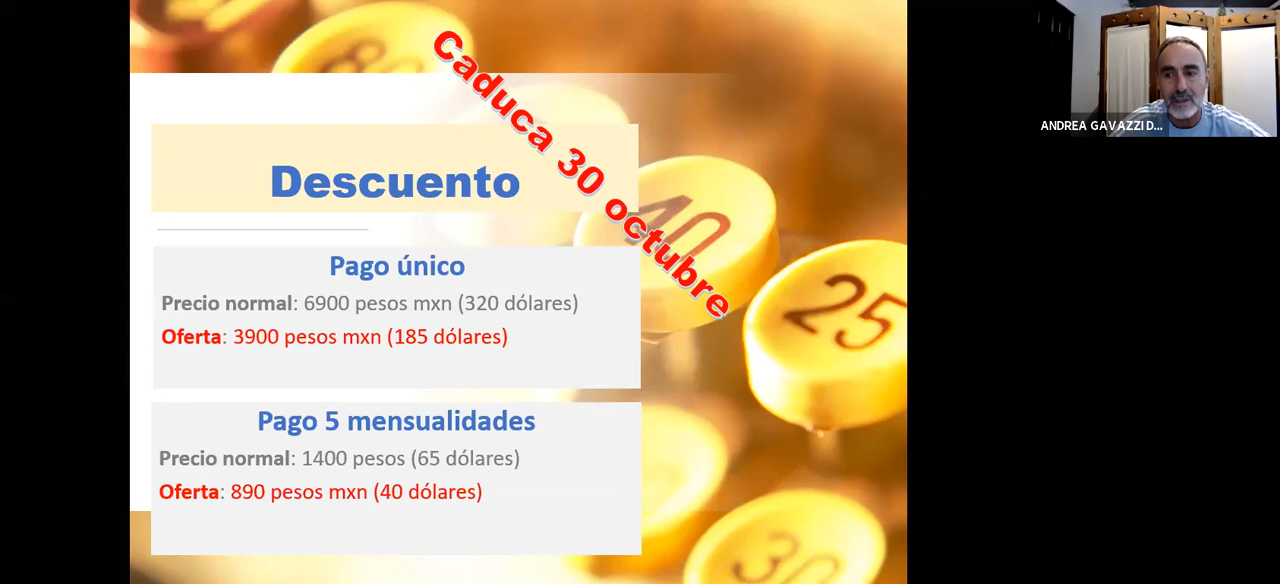 Caduca 30 octubre
80
Descuento
40
Pago único
Precio normal: 6900 pesos mxn (320 dólares)
Oferta: 3900 pesos mxn (185 dólares)
25
Pago 5 mensualidades
Precio normal: 1400 pesos (65 dólares)
Oferta: 890 pesos mxn (40 dólares)
30
ANDREA GAVAZZI D...